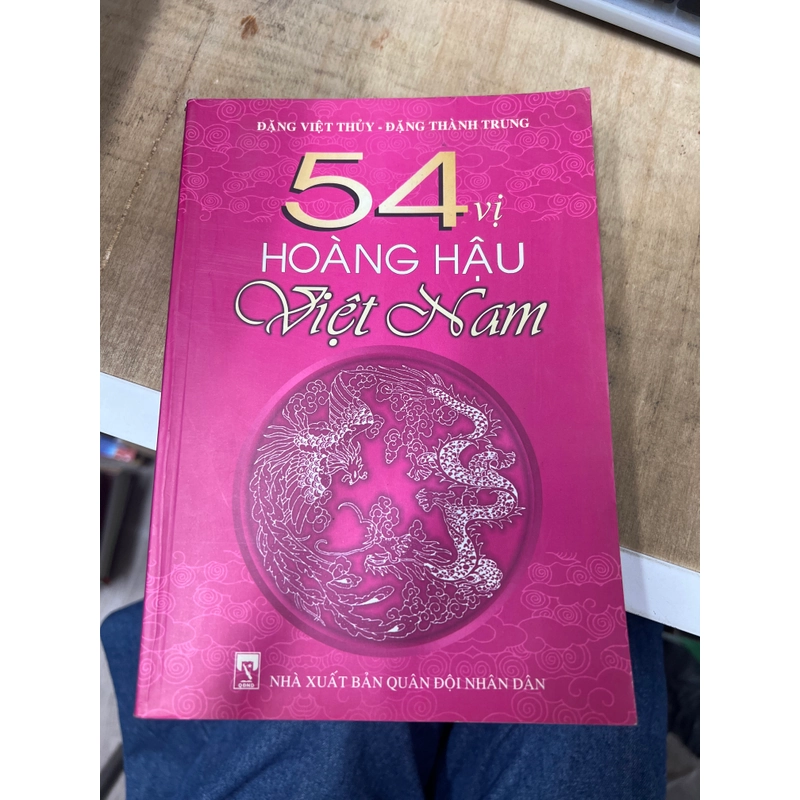 ĐẶNG VIỆT THỦY - ĐẶNG THÀNH TRUNG
54 vị
HOÀNG HẬU
Việt Nam
QĐND
NHÀ XUẤT BẢN QUÂN ĐỘI NHÂN DÂN